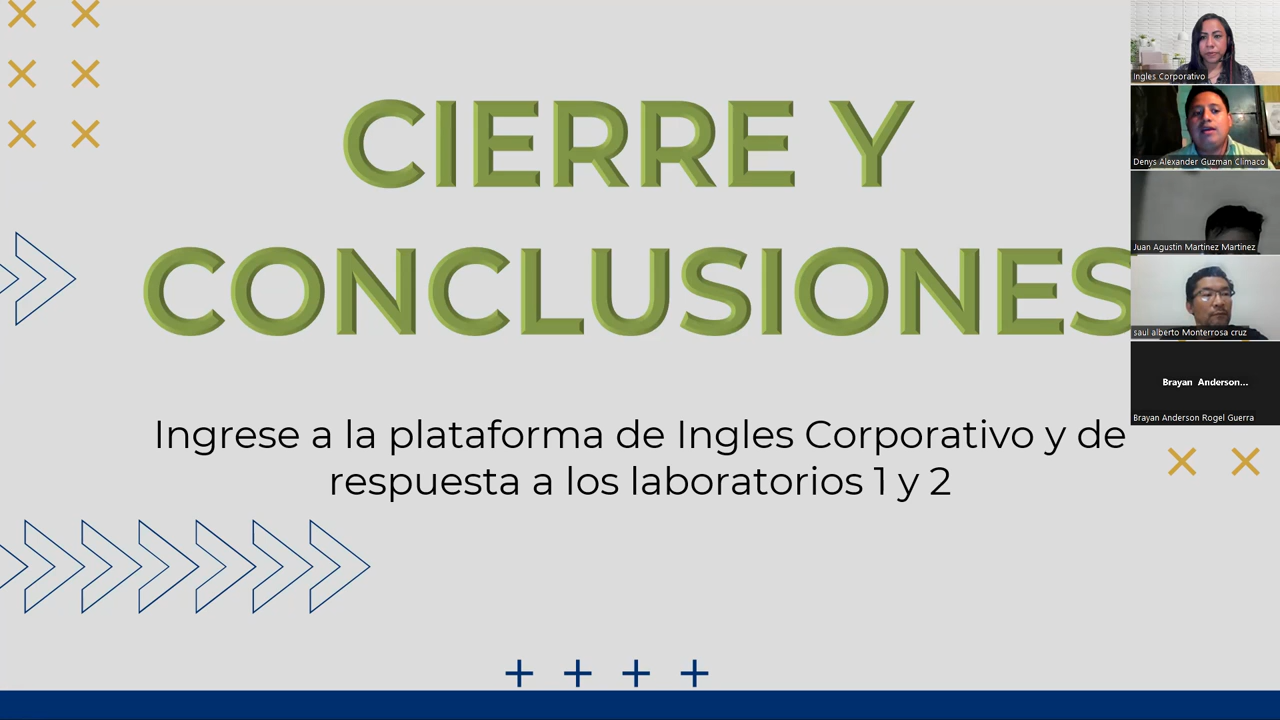 CIERRE Y
CONCLUSIONES
Ingrese a la plataforma de Ingles Corporativo y de
respuesta a los laboratorios 1 y 2
Ingles Corporativo
Denys Alexander Guzman Climaco
Juan Agustin Martinez Martinez
saul alberto Monterrosa cruz
Brayan Anderson...
Brayan Anderson Rogel Guerra